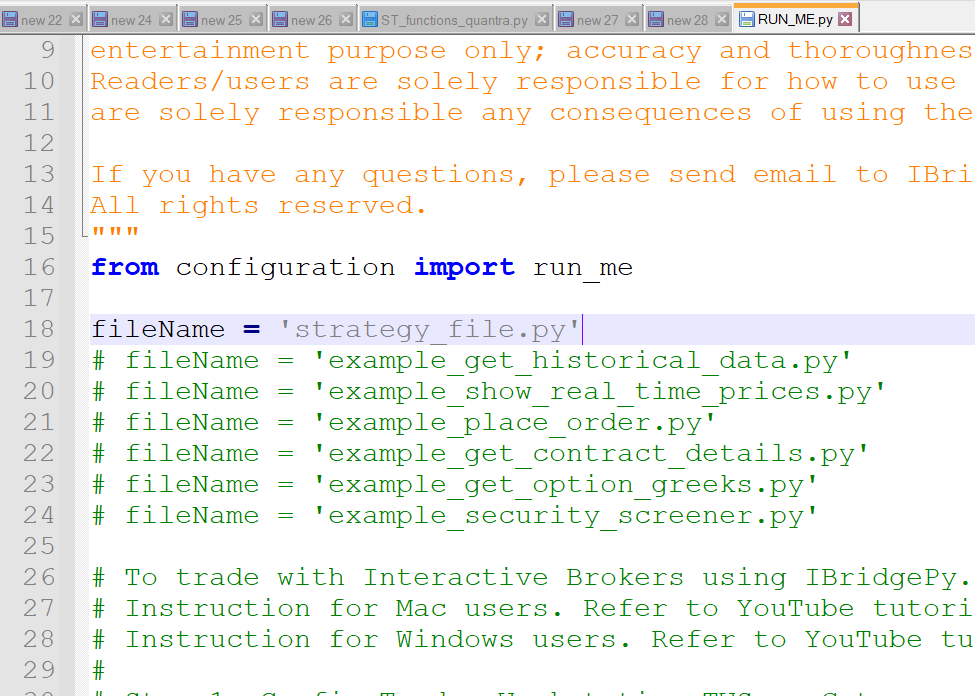 new 22 new 24 new 25 new 26 ST_functions_quantra.py new 27 new 28 RUN_ME.py
9 entertainment purpose only; accuracy and
10 Readers/users are solely responsible for how to use
11 are solely responsible any consequences of using the
12
13 If you have any questions, please send email to
14 All rights reserved.
15 """
16 from configuration import run_me
17
18 fileName = 'strategy_file.py'
19 # fileName = 'example_get_historical_data.py'
20 # fileName = 'example_show_real_time_prices.py'
21 # fileName = 'example_place_order.py'
22 # fileName = 'example_get_contract_details.py'
23 # fileName = 'example_get_option_greeks.py'
24 # fileName = 'example_security_screener.py'
25
26 # To trade with Interactive Brokers using IBridgePy.
27 # Instruction for Mac users. Refer to YouTube
28 # Instruction for Windows users. Refer to YouTube
29 #